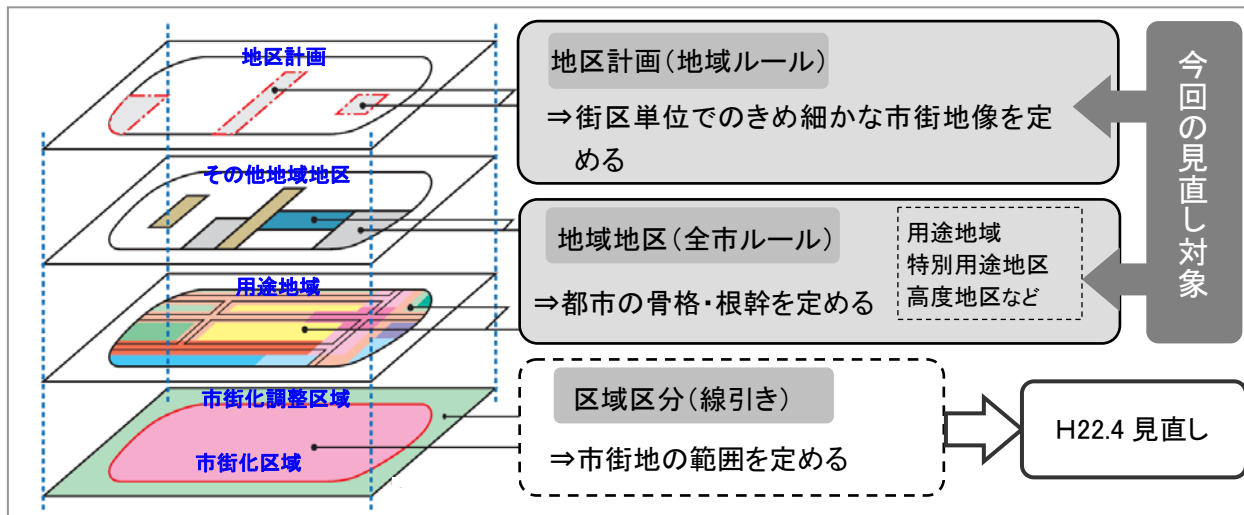 地区計画
その他地域地区
用途地域
市街化調整区域
市街化区域
地区計画(地域ルール)
⇒街区単位でのきめ細かな市街地像を定
める
地域地区(全市ルール)
⇒都市の骨格・根幹を定める
用途地域
特別用途地区
高度地区など
区域区分(線引き)
⇒市街地の範囲を定める
今回の見直し対象
H22.4 見直し